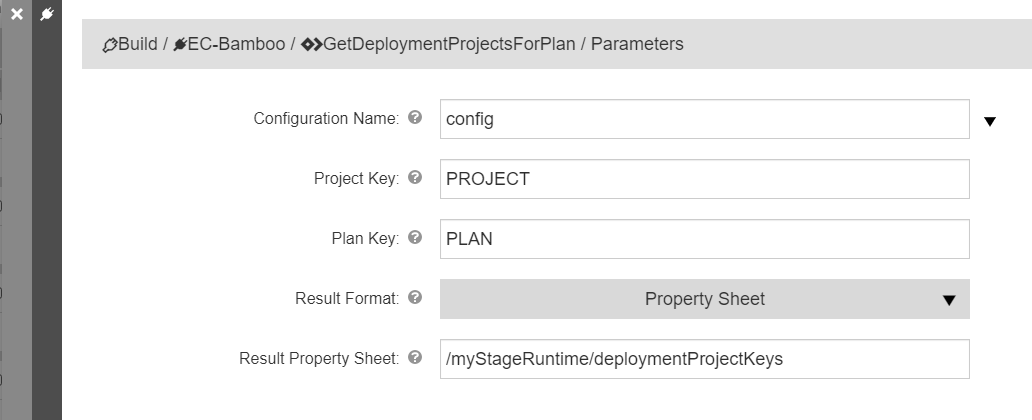 Build / EC-Bamboo / GetDeploymentProjectsForPlan / Parameters
Configuration Name: config
Project Key: PROJECT
Plan Key: PLAN
Result Format: Property Sheet
Result Property Sheet: /myStageRuntime/deploymentProjectKeys